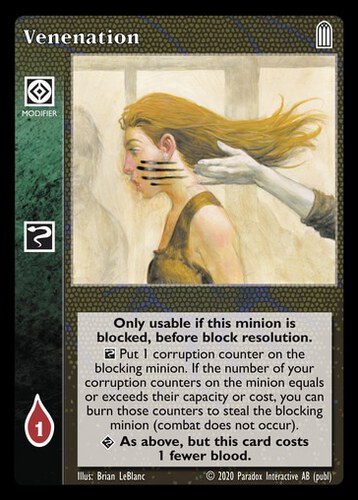 Venenation
MODIFIER
Only usable if this minion is
blocked, before block resolution.
Put 1 corruption counter on the
blocking minion. If the number of your
corruption counters on the minion equals
or exceeds their capacity or cost, you can
burn those counters to steal the blocking
minion (combat does not occur).
As above, but this card costs
1 fewer blood.
1
Illus: Brian LeBlanc © 2020 Paradox Interactive AB (publ)